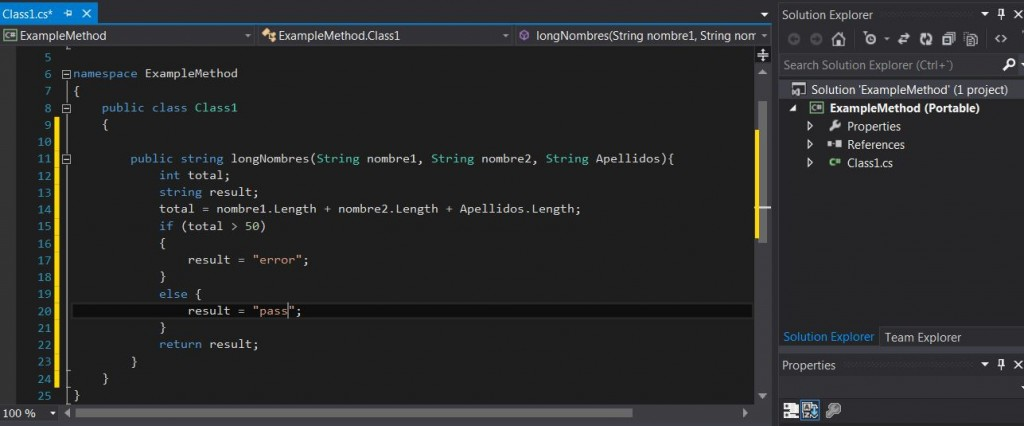 Class1.cs*
ExampleMethod
ExampleMethod.Class1
longNombres(String nombre1, String nom
5
6 namespace ExampleMethod
7 {
8 public class Class1
9 {
10
11 public string longNombres(String nombre1, String nombre2, String Apellidos){
12 int total;
13 string result;
14 total = nombre1.Length + nombre2.Length + Apellidos.Length;
15 if (total > 50)
16 {
17 result = "error";
18 }
19 else {
20 result = "pass";
21 }
22 return result;
23 }
24 }
25 }
100 %
Solution Explorer
Search Solution Explorer (Ctrl+¨)
Solution 'ExampleMethod' (1 project)
ExampleMethod (Portable)
Properties
References
Class1.cs
Solution Explorer
Team Explorer
Properties